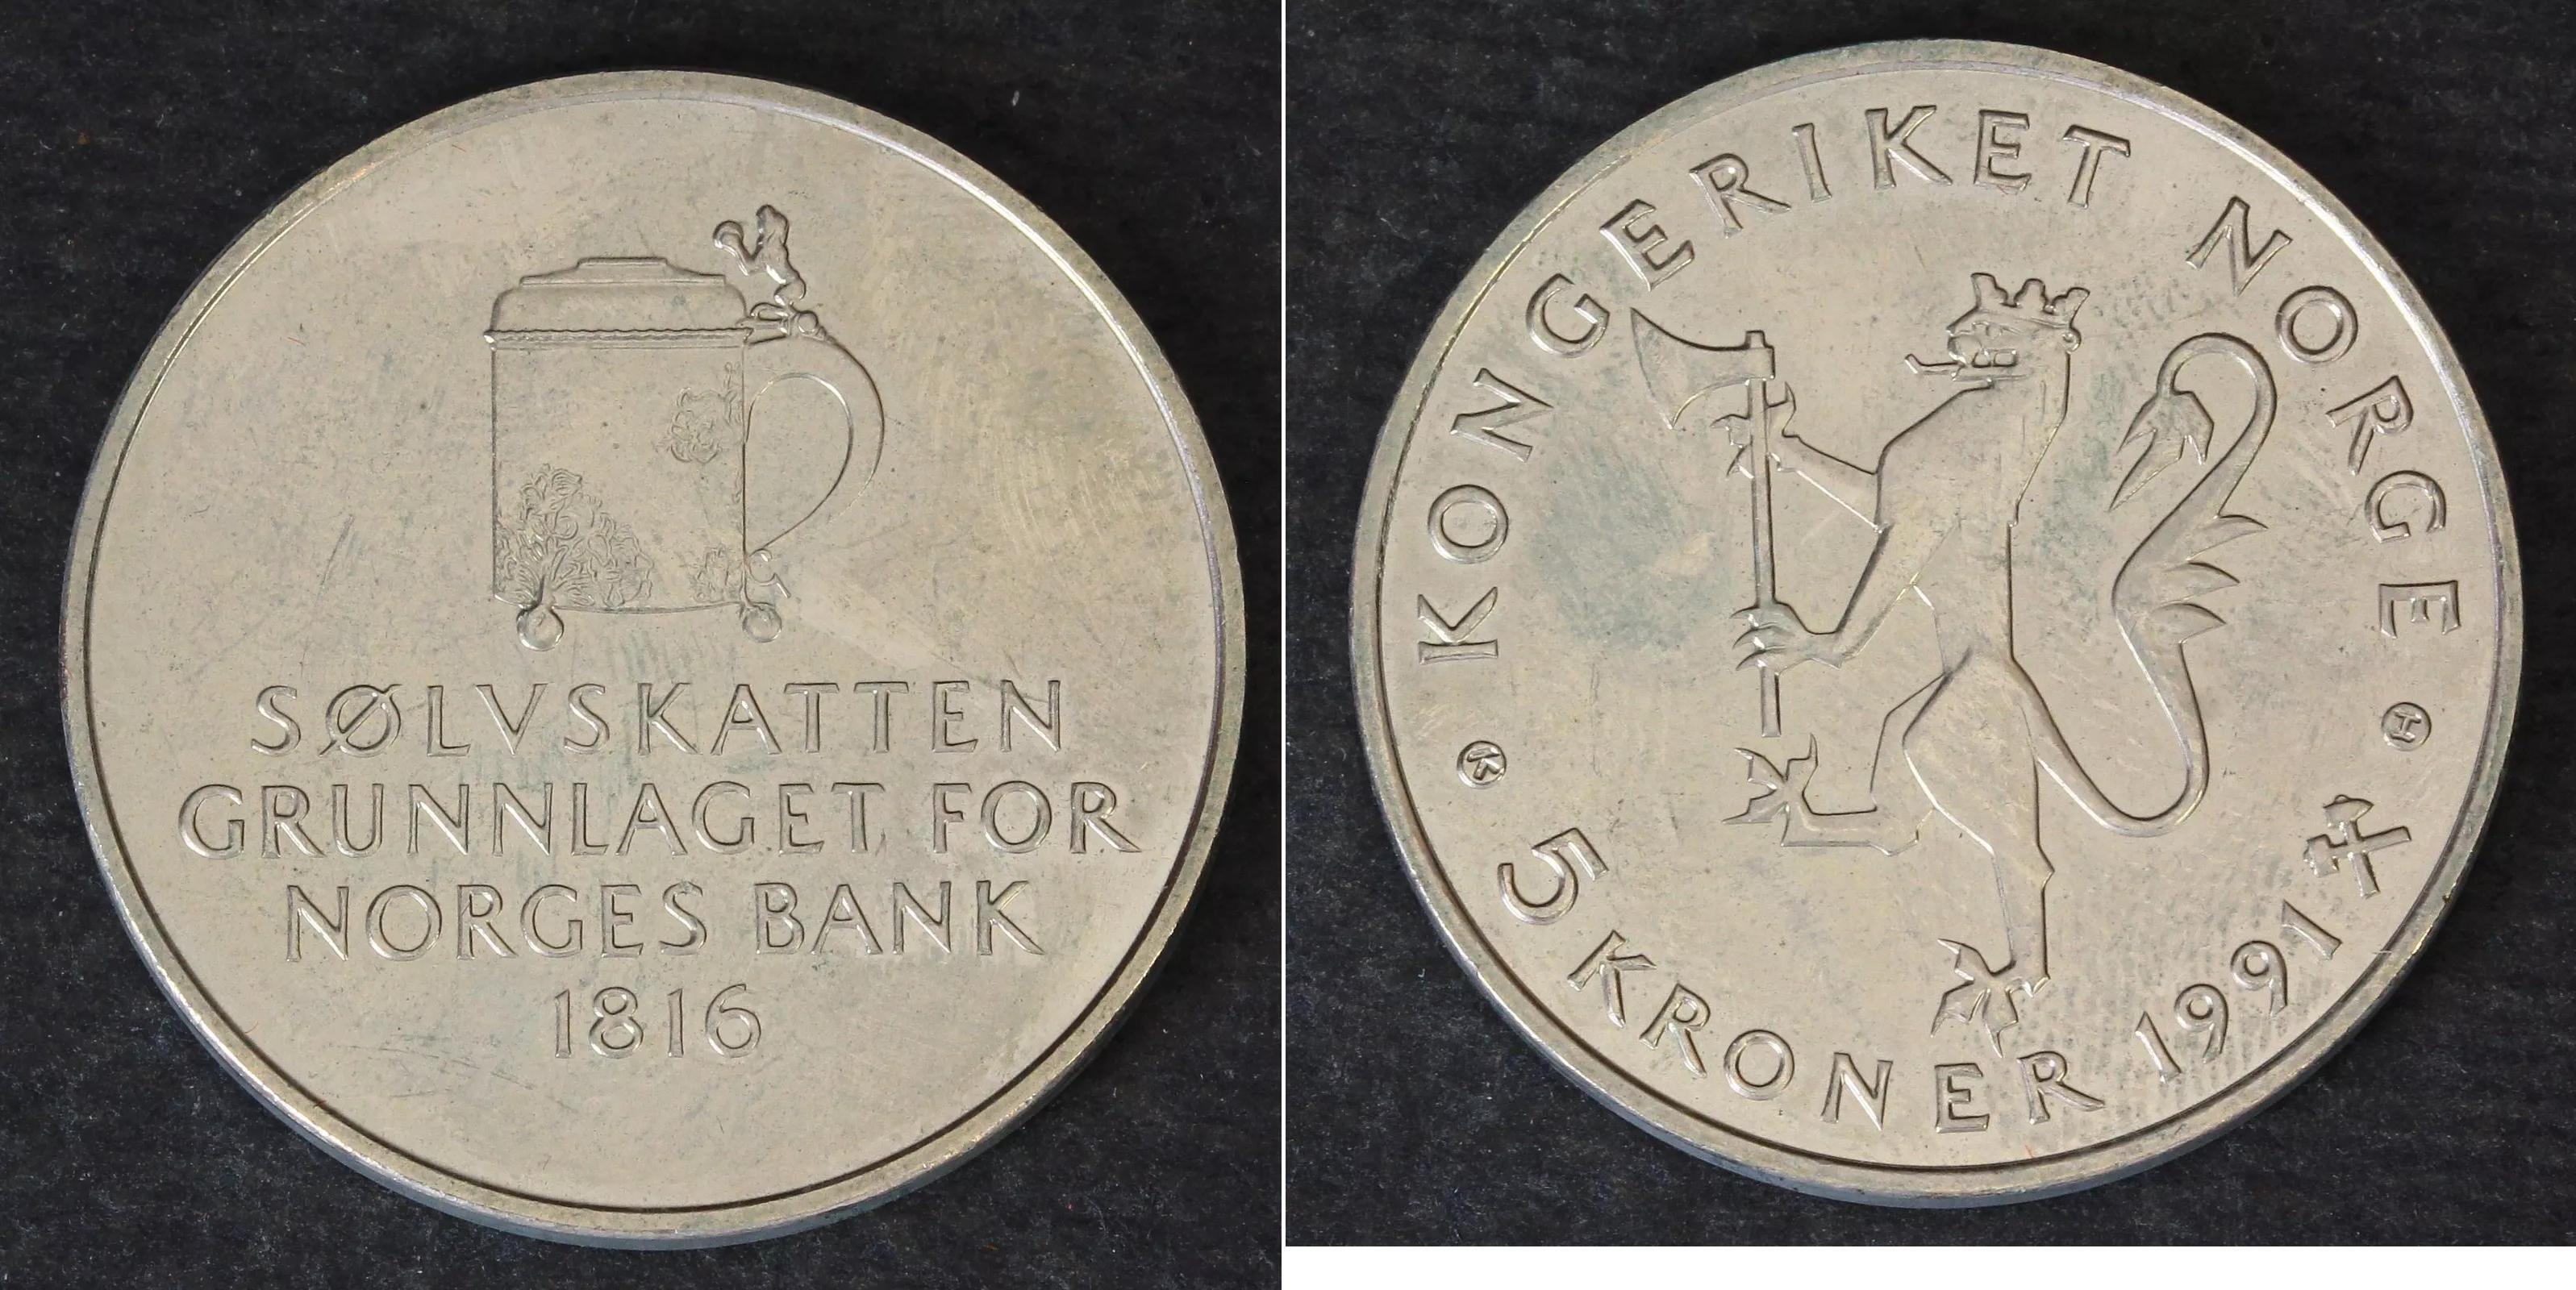 SØLVSKATTEN
GRUNNLAGET FOR
NORGES BANK
1816
KONGERIKET NORGE
K
H
5 KRONER 1991